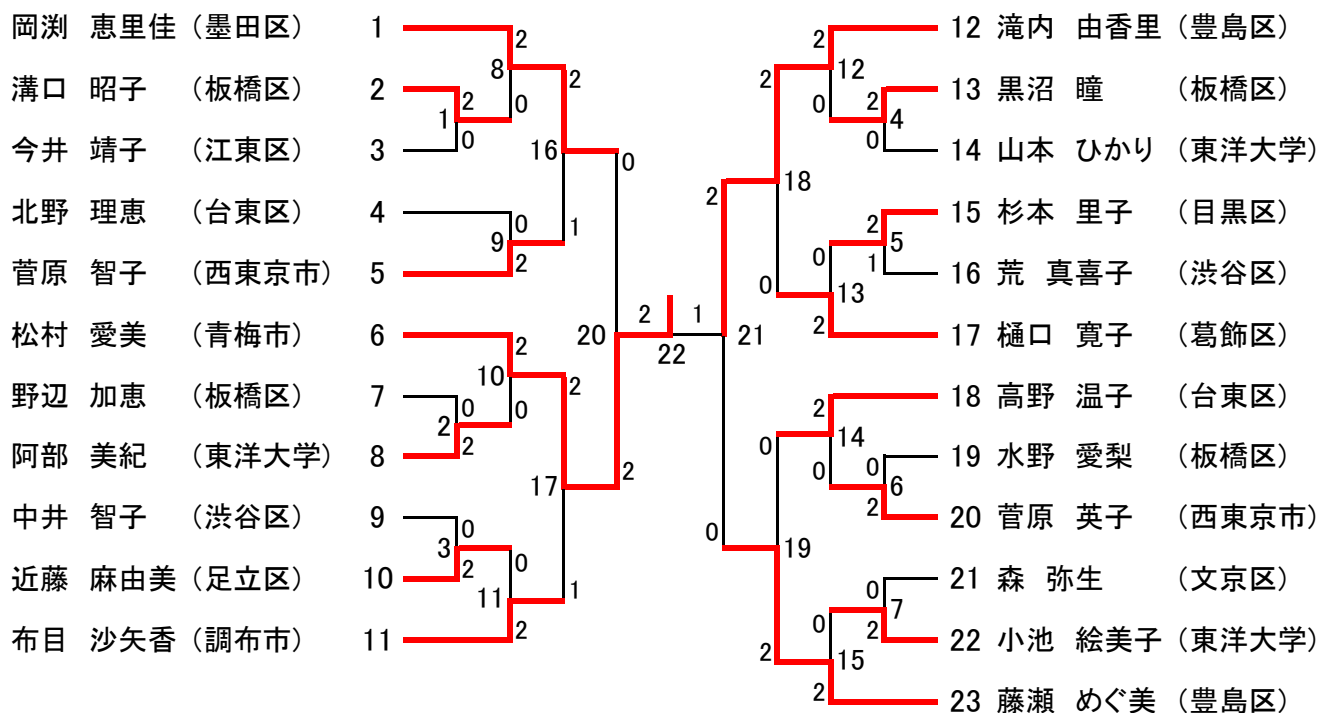 岡渕 恵里佳 (墨田区) 1
溝口 昭子 (板橋区) 2
今井 靖子 (江東区) 3
北野 理恵 (台東区) 4
菅原 智子 (西東京市) 5
松村 愛美 (青梅市) 6
野辺 加恵 (板橋区) 7
阿部 美紀 (東洋大学) 8
中井 智子 (渋谷区) 9
近藤 麻由美 (足立区) 10
布目 沙矢香 (調布市) 11
2
8
2
2
0
1
0
16
0
0
9
1
2
2
10
2
0
0
2
2
17
2
0
3
0
2
11
1
2
20
2
1
22
21
2
2
12
2
0
2
4
0
18
2
2
0
5
1
0
13
2
2
0
14
0
0
6
2
0
19
0
0
7
2
2
15
2
12 滝内 由香里 (豊島区)
13 黒沼 瞳 (板橋区)
14 山本 ひかり (東洋大学)
15 杉本 里子 (目黒区)
16 荒 真喜子 (渋谷区)
17 樋口 寛子 (葛飾区)
18 高野 温子 (台東区)
19 水野 愛梨 (板橋区)
20 菅原 英子 (西東京市)
21 森 弥生 (文京区)
22 小池 絵美子 (東洋大学)
23 藤瀬 めぐ美 (豊島区)